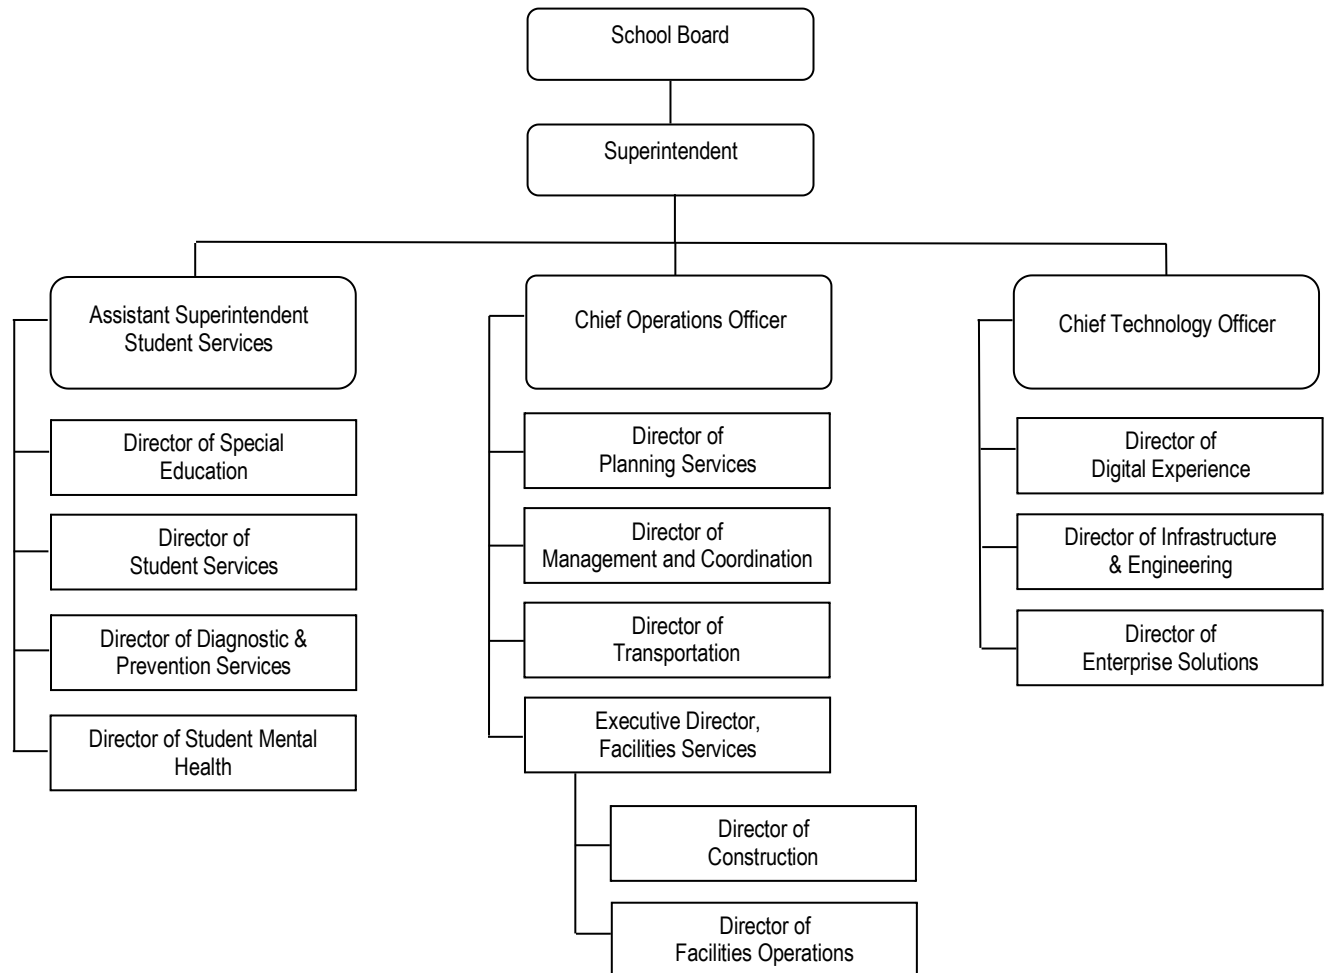 School Board
Superintendent
Assistant Superintendent
Student Services
Director of Special
Education
Director of
Student Services
Director of Diagnostic &
Prevention Services
Director of Student Mental
Health
Chief Operations Officer
Director of
Planning Services
Director of
Management and Coordination
Director of
Transportation
Executive Director,
Facilities Services
Director of
Construction
Director of
Facilities Operations
Chief Technology Officer
Director of
Digital Experience
Director of Infrastructure
& Engineering
Director of
Enterprise Solutions